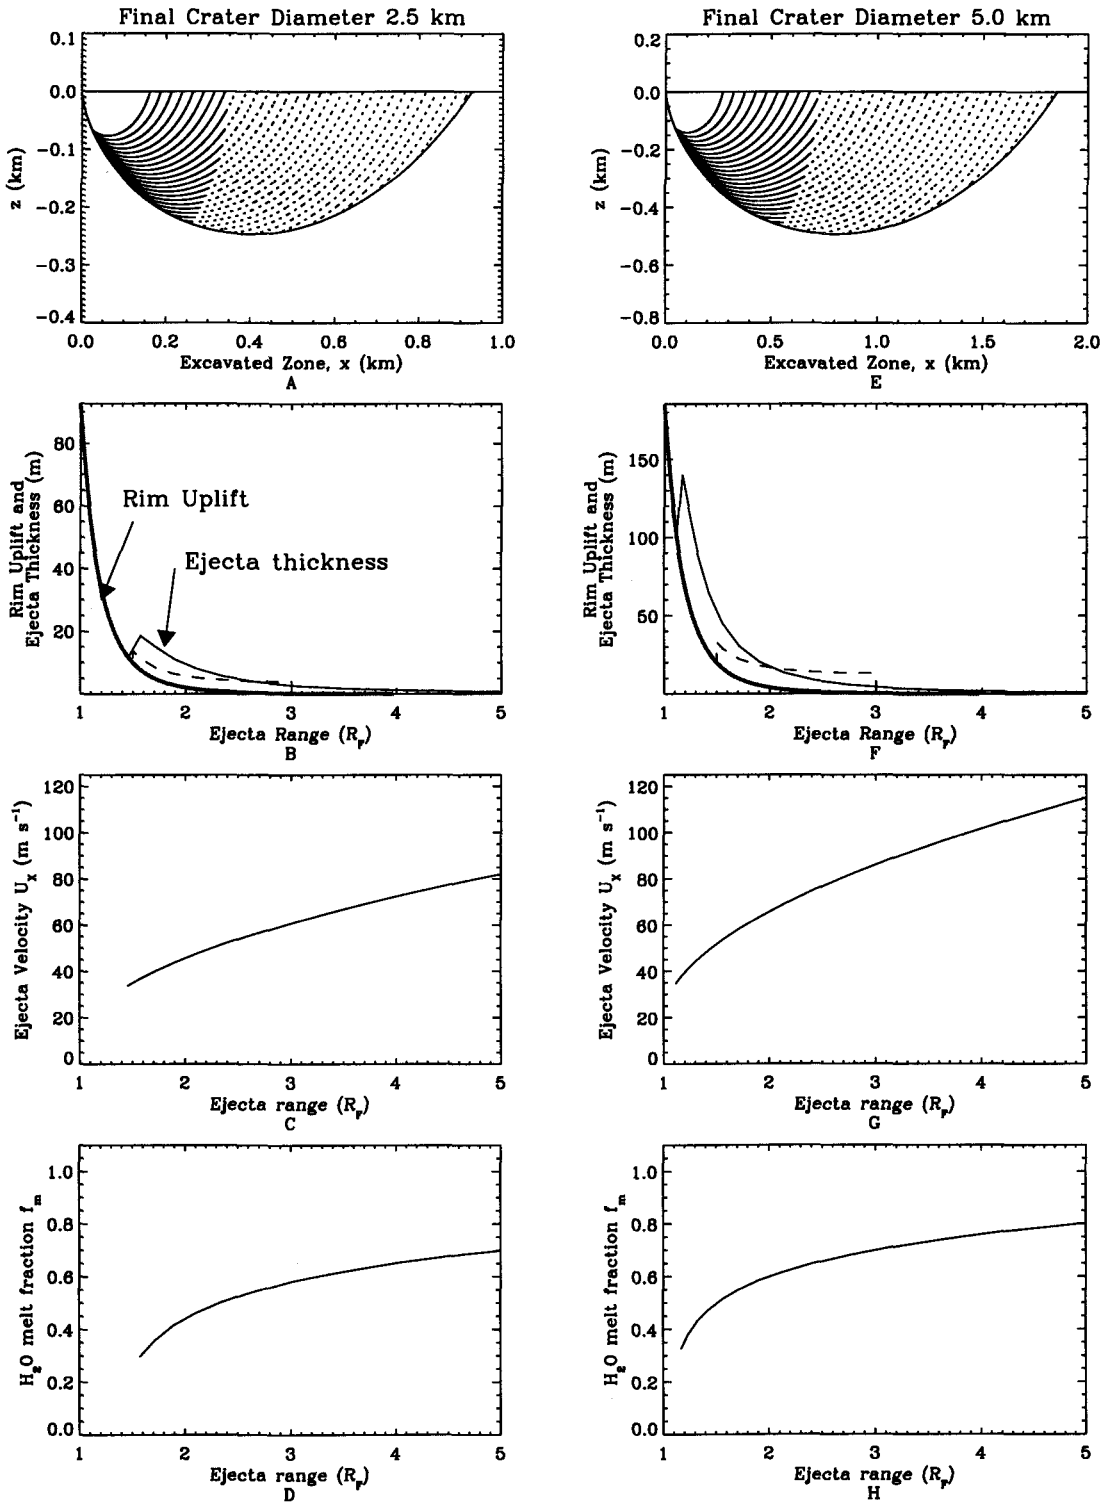 Final Crater Diameter 2.5 km
0.1
0.0
−0.1
−0.2
−0.3
−0.4
z (km)
0.0 0.2 0.4 0.6 0.8 1.0
Excavated Zone, x (km)
A
Final Crater Diameter 5.0 km
0.2
0.0
−0.2
−0.4
−0.6
−0.8
z (km)
0.0 0.5 1.0 1.5 2.0
Excavated Zone, x (km)
E
Rim Uplift and
Ejecta Thickness (m)
80
60
40
20
Rim Uplift
Ejecta thickness
1 2 3 4 5
Ejecta Range (R_F)
B
Rim Uplift and
Ejecta Thickness (m)
150
100
50
1 2 3 4 5
Ejecta Range (R_F)
F
Ejecta Velocity U_x (m s⁻¹)
120
100
80
60
40
20
0
1 2 3 4 5
Ejecta range (R_F)
C
Ejecta Velocity U_x (m s⁻¹)
120
100
80
60
40
20
0
1 2 3 4 5
Ejecta range (R_F)
G
H₂O melt fraction f_m
1.0
0.8
0.6
0.4
0.2
0.0
1 2 3 4 5
Ejecta range (R_F)
D
H₂O melt fraction f_m
1.0
0.8
0.6
0.4
0.2
0.0
1 2 3 4 5
Ejecta range (R_F)
H